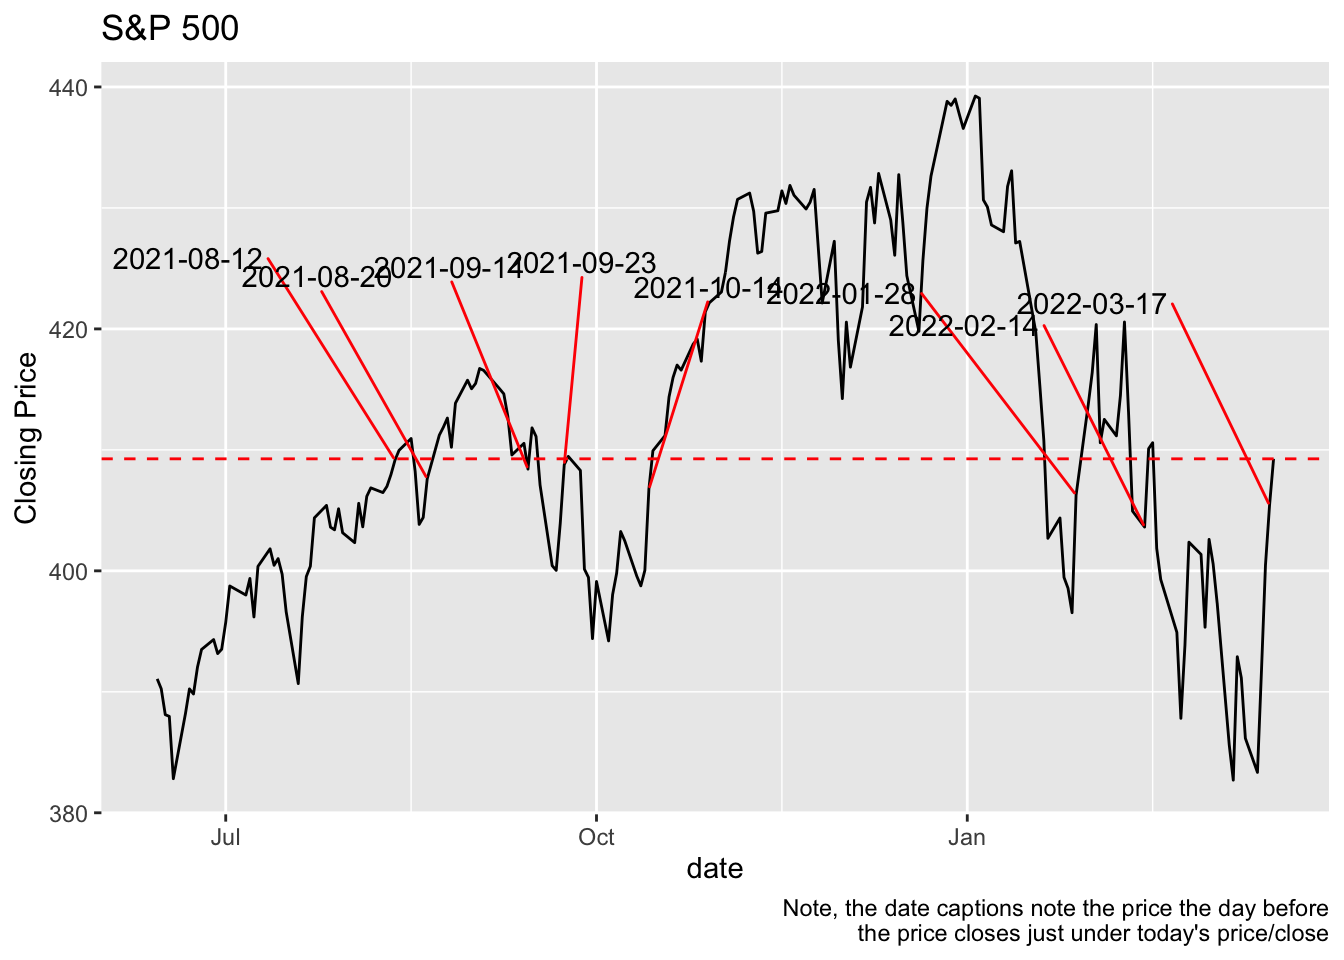 S&P 500
Closing Price
440
420
400
380
2021-08-12
2021-08-20
2021-09-14
2021-09-23
2021-10-14
2022-01-28
2022-02-14
2022-03-17
Jul
Oct
Jan
date
Note, the date captions note the price the day before
the price closes just under today's price/close